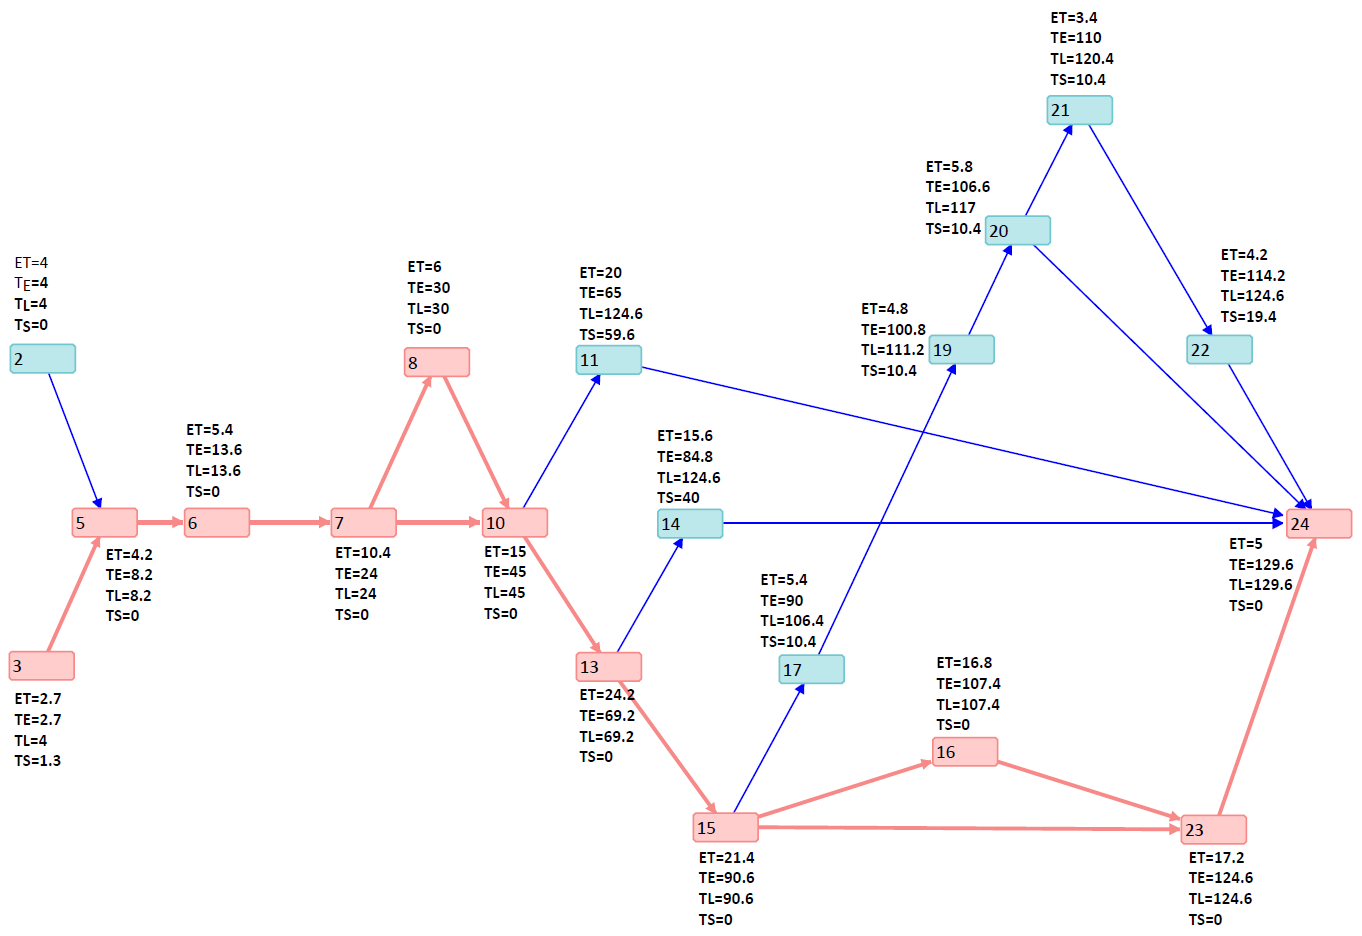 ET=3.4
TE=110
TL=120.4
TS=10.4
21
ET=5.8
TE=106.6
TL=117
TS=10.4
20
ET=4
TE=4
TL=4
TS=0
2
ET=6
TE=30
TL=30
TS=0
8
ET=20
TE=65
TL=124.6
TS=59.6
11
ET=4.8
TE=100.8
TL=111.2
TS=10.4
19
ET=4.2
TE=114.2
TL=124.6
TS=19.4
22
ET=5.4
TE=13.6
TL=13.6
TS=0
6
5
ET=4.2
TE=8.2
TL=8.2
TS=0
7
ET=10.4
TE=24
TL=24
TS=0
10
ET=15
TE=45
TL=45
TS=0
ET=15.6
TE=84.8
TL=124.6
TS=40
14
24
ET=5
TE=129.6
TL=129.6
TS=0
3
ET=2.7
TE=2.7
TL=4
TS=1.3
13
ET=24.2
TE=69.2
TL=69.2
TS=0
ET=5.4
TE=90
TL=106.4
TS=10.4
17
ET=16.8
TE=107.4
TL=107.4
TS=0
16
15
ET=21.4
TE=90.6
TL=90.6
TS=0
23
ET=17.2
TE=124.6
TL=124.6
TS=0